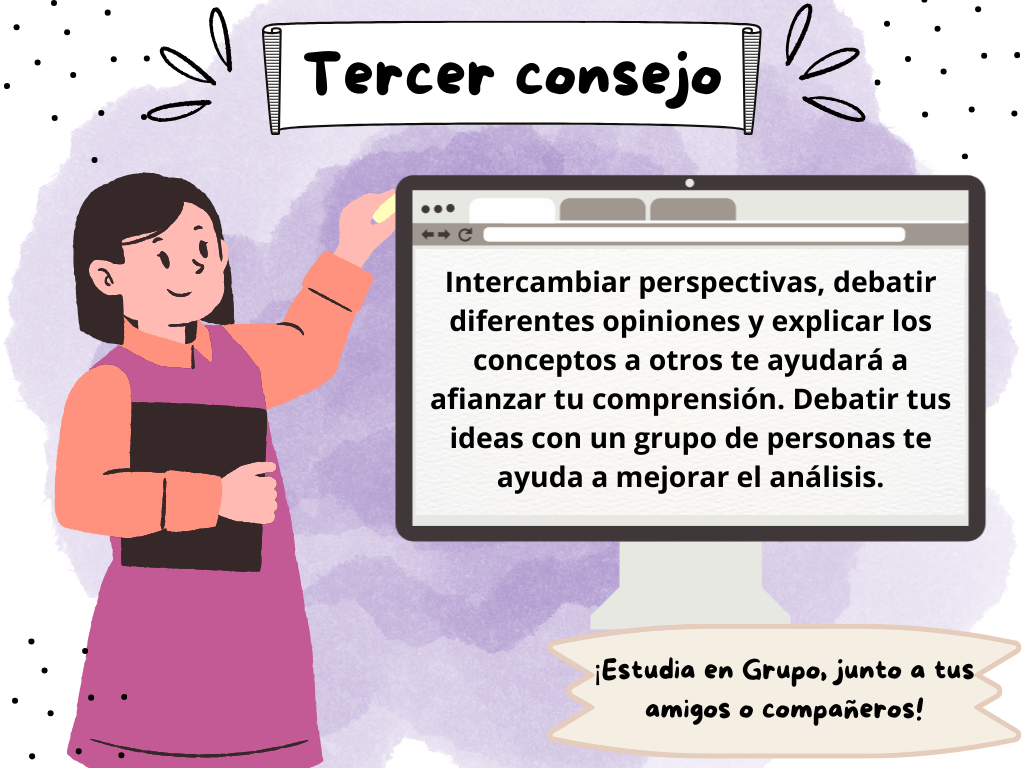 Tercer consejo
Intercambiar perspectivas, debatir
diferentes opiniones y explicar los
conceptos a otros te ayudará a
afianzar tu comprensión. Debatir tus
ideas con un grupo de personas te
ayuda a mejorar el análisis.
¡Estudia en Grupo, junto a tus
amigos o compañeros!